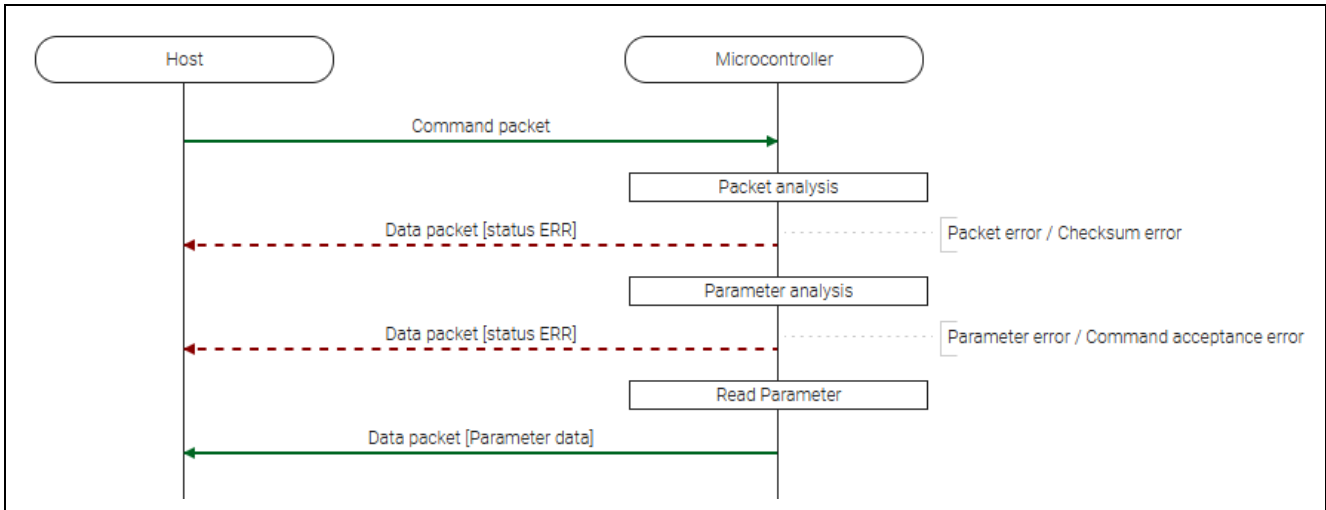 Host
Microcontroller
Command packet
Packet analysis
Data packet [status ERR]
Packet error / Checksum error
Parameter analysis
Data packet [status ERR]
Parameter error / Command acceptance error
Read Parameter
Data packet [Parameter data]